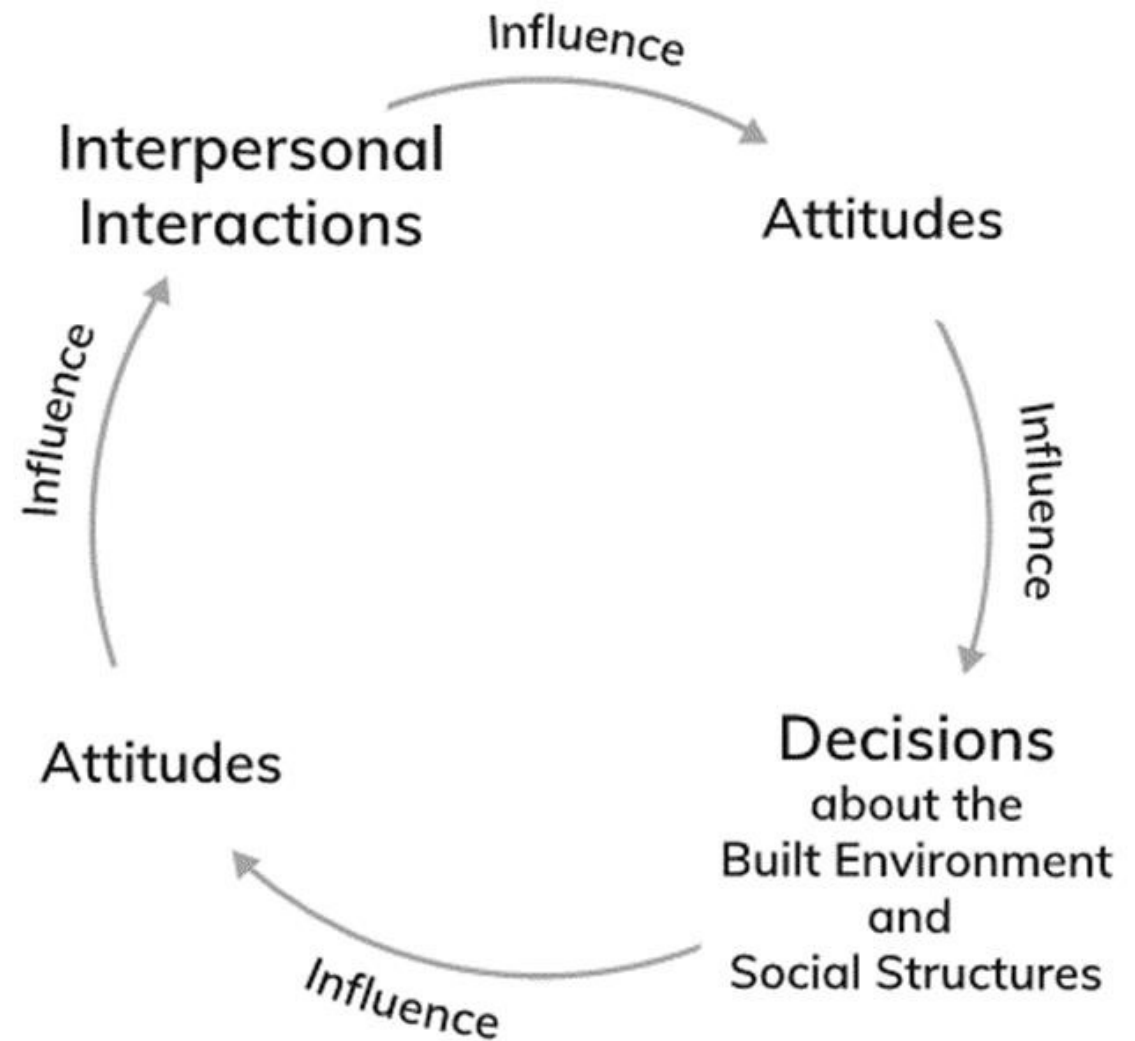 Influence
Interpersonal
Interactions
Attitudes
Influence
Influence
Attitudes
Decisions
about the
Built Environment
and
Social Structures
Influence